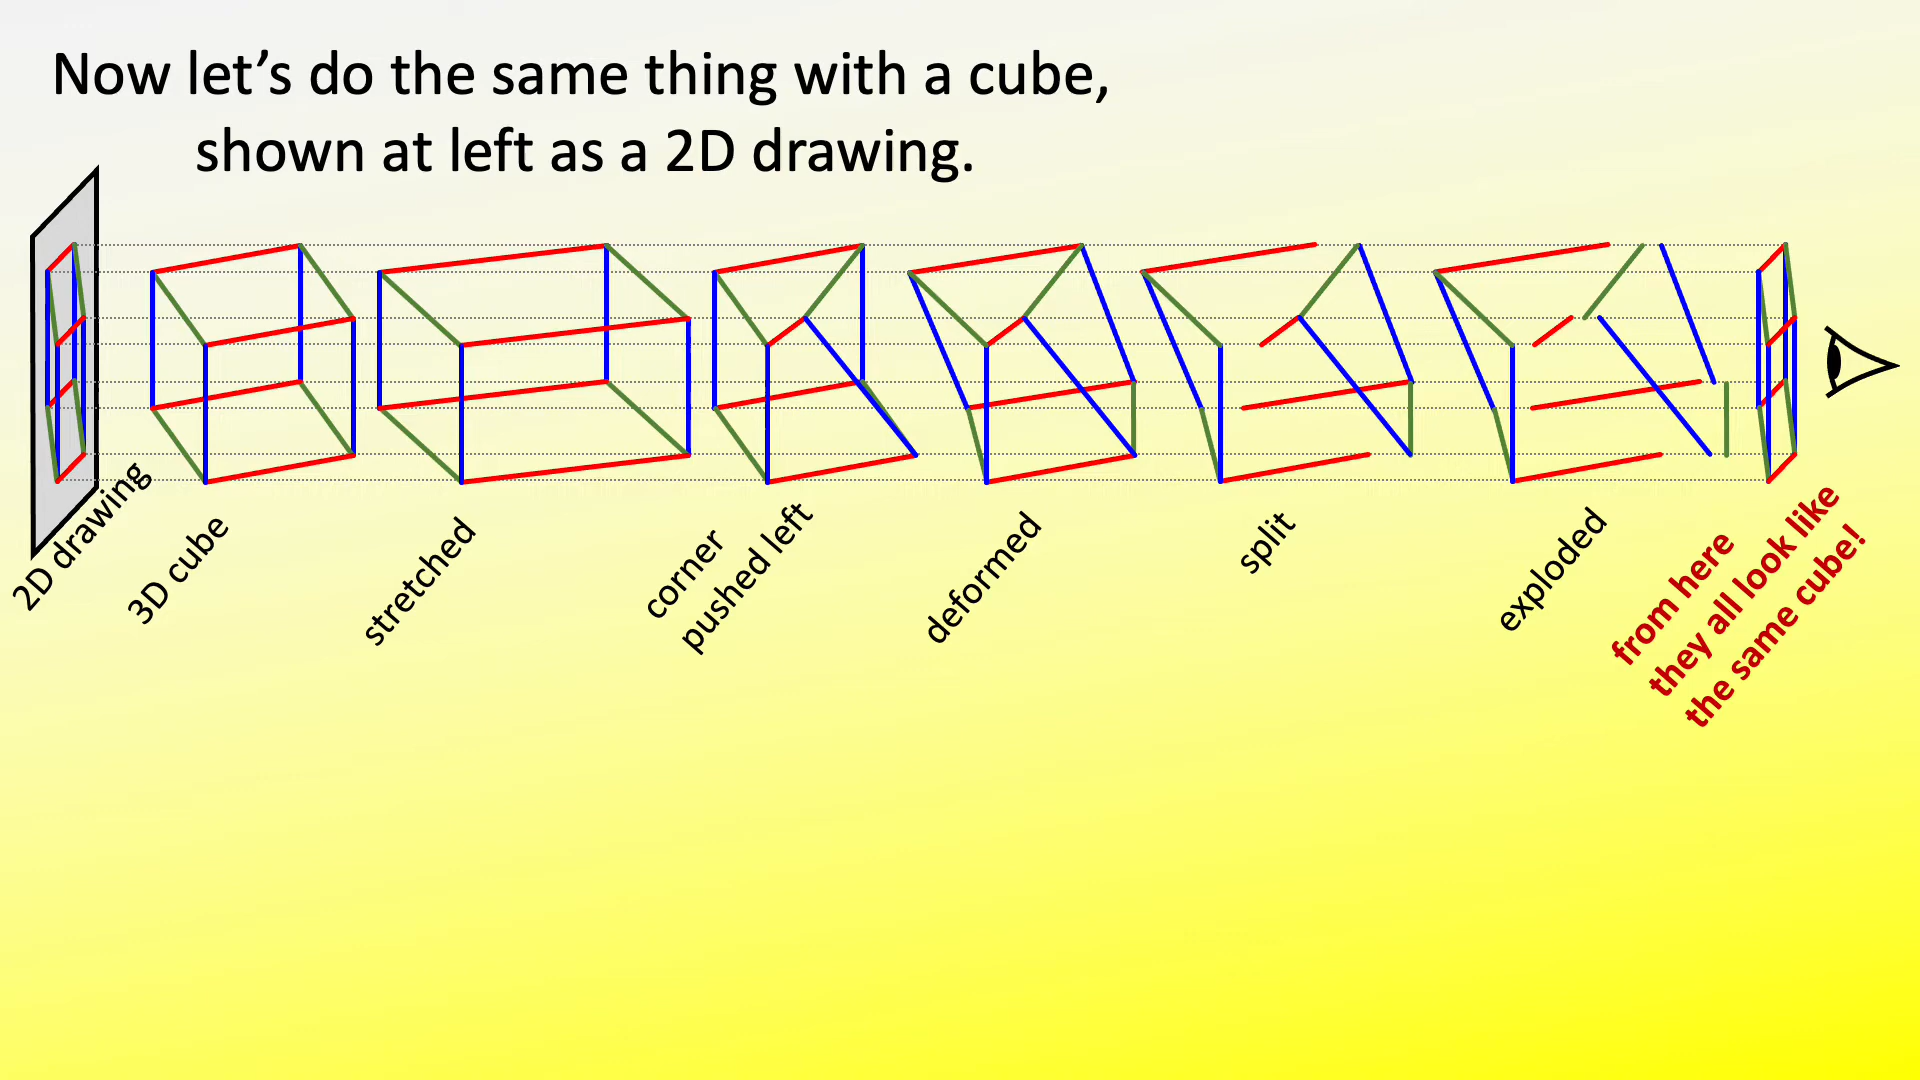 Now let’s do the same thing with a cube,
shown at left as a 2D drawing.
2D drawing
3D cube
stretched
corner
pushed left
deformed
split
exploded
from here
they all look like
the same cube!